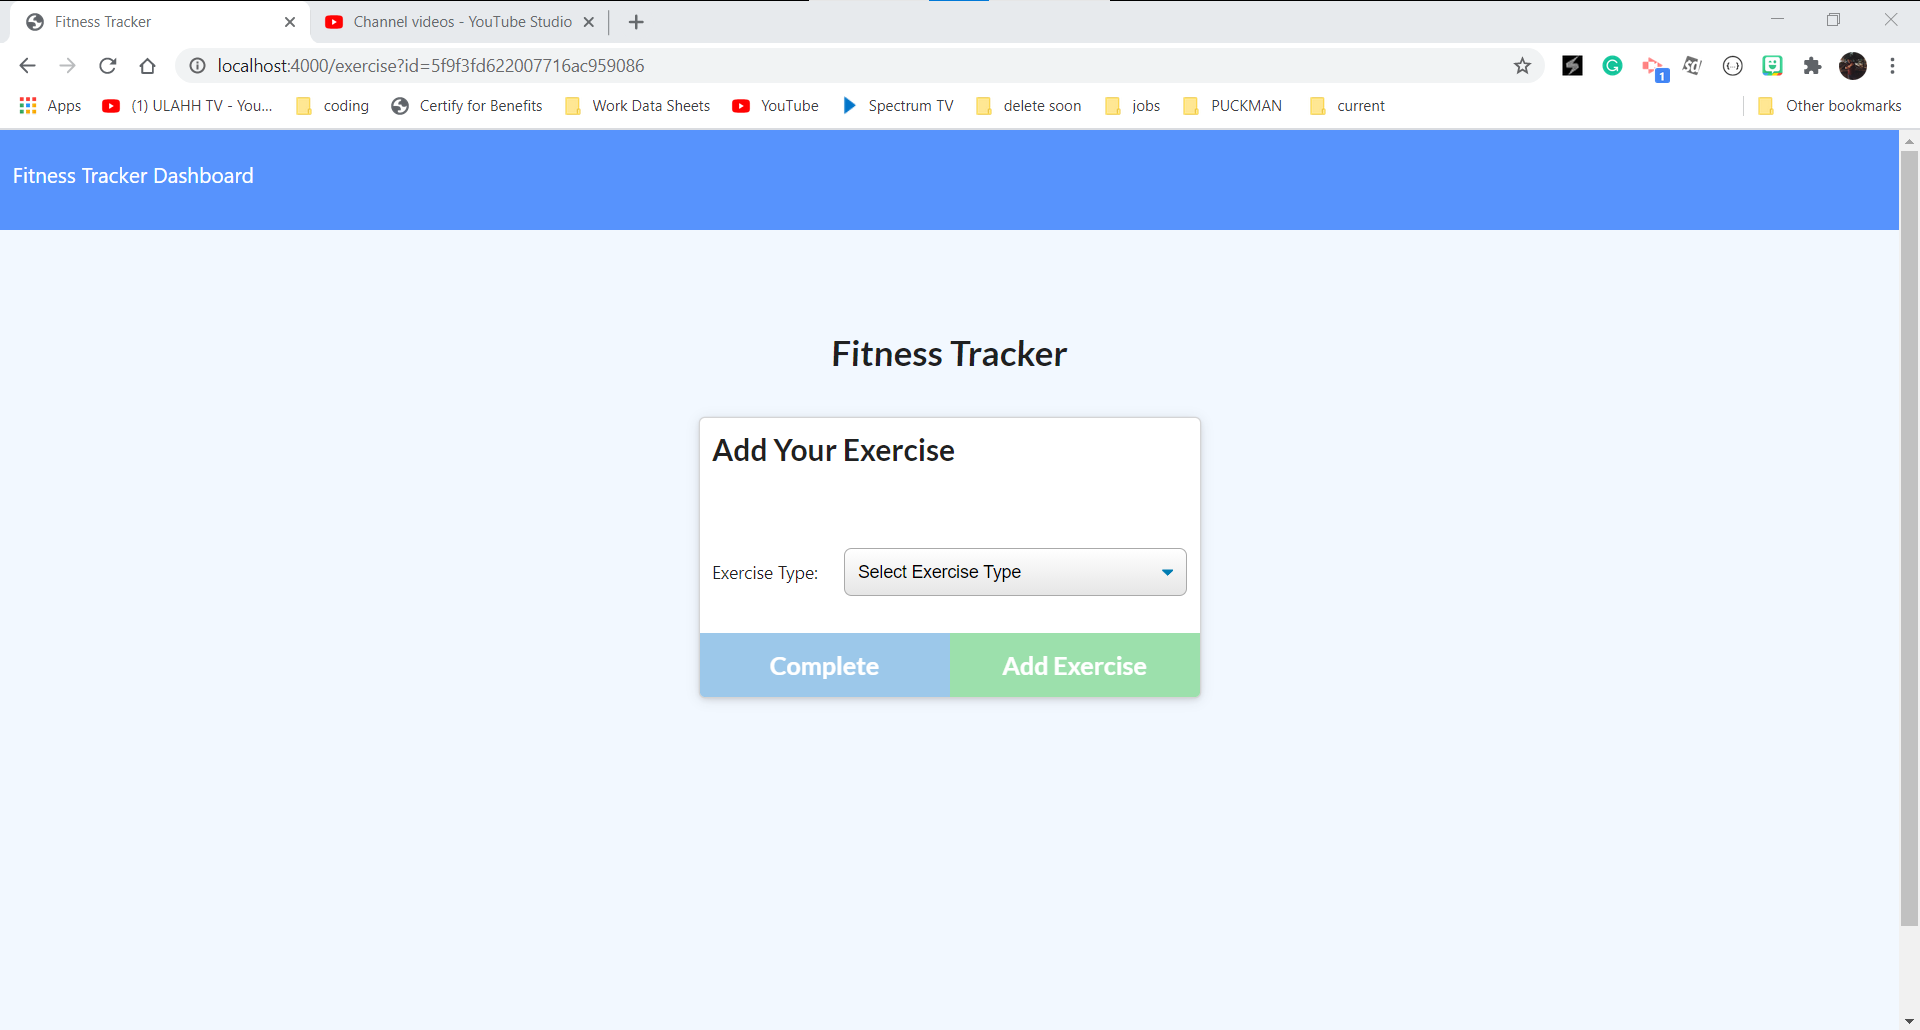 Fitness Tracker
Channel videos - YouTube Studio
localhost:4000/exercise?id=5f9f3fd622007716ac959086
1
Apps
(1) ULAHH TV - You...
coding
Certify for Benefits
Work Data Sheets
YouTube
Spectrum TV
delete soon
jobs
PUCKMAN
current
Other bookmarks
Fitness Tracker Dashboard
Fitness Tracker
Add Your Exercise
Exercise Type:
Select Exercise Type
Complete
Add Exercise